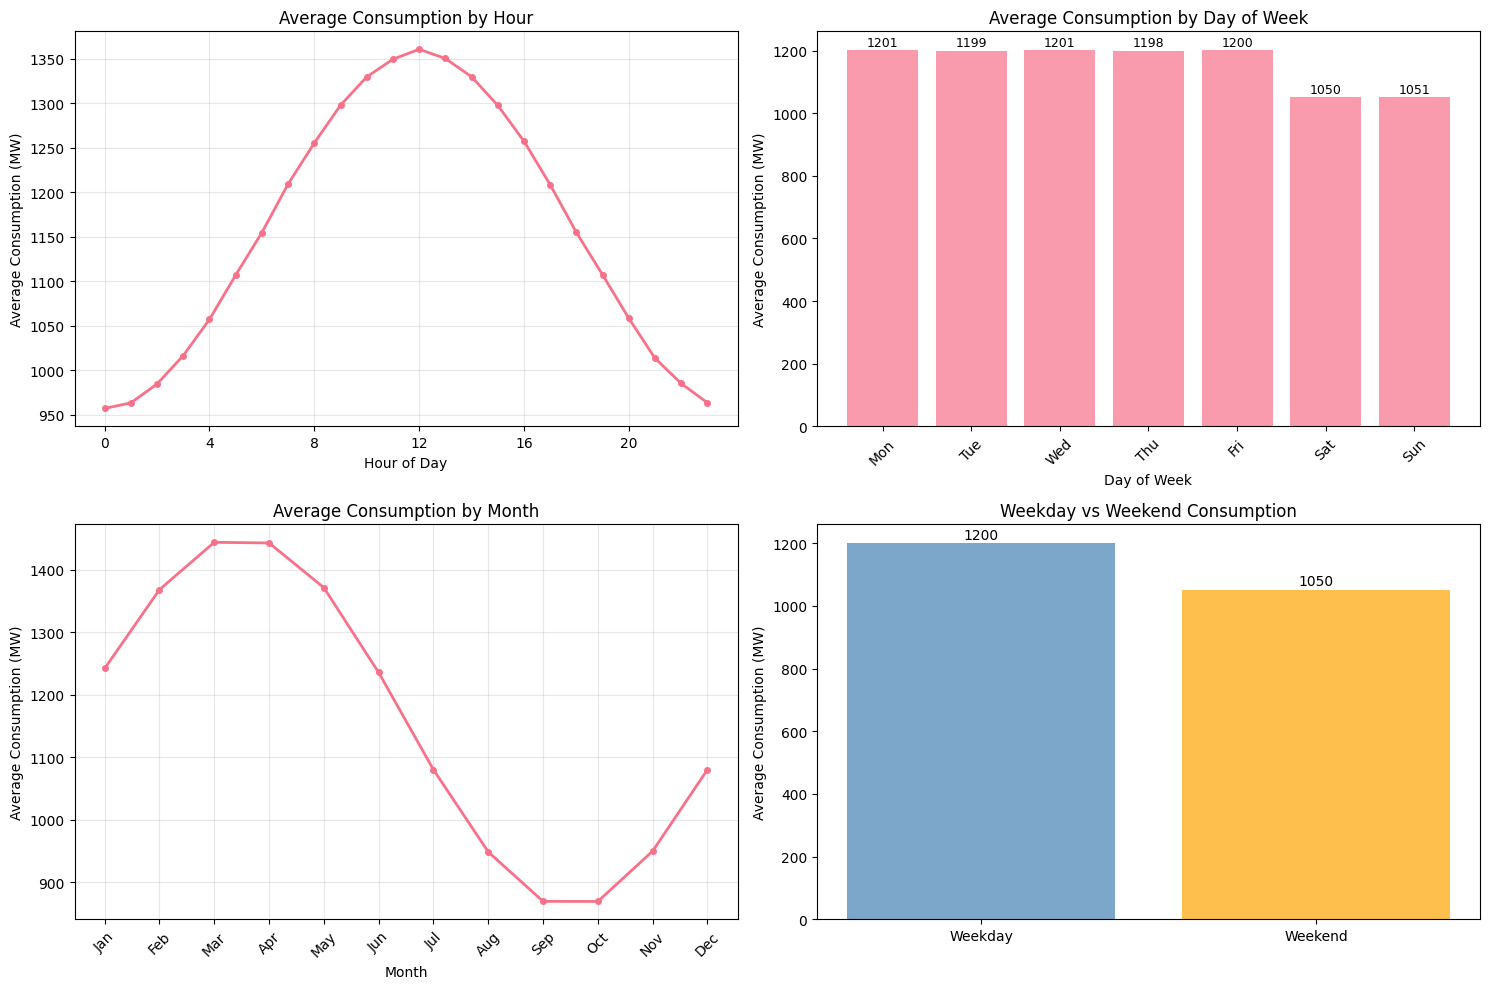 Average Consumption by Hour
Average Consumption (MW)
1350
1300
1250
1200
1150
1100
1050
1000
950
0 4 8 12 16 20
Hour of Day
Average Consumption by Day of Week
Average Consumption (MW)
1200
1000
800
600
400
200
0
1201 1199 1201 1198 1200 1050 1051
Mon Tue Wed Thu Fri Sat Sun
Day of Week
Average Consumption by Month
Average Consumption (MW)
1400
1300
1200
1100
1000
900
Jan Feb Mar Apr May Jun Jul Aug Sep Oct Nov Dec
Month
Weekday vs Weekend Consumption
Average Consumption (MW)
1200
1000
800
600
400
200
0
1200 1050
Weekday Weekend